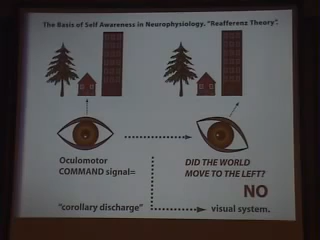 The Basis of Self Awareness in Neurophysiology. "Reafferenz Theory".
Oculomotor
COMMAND signal=
DID THE WORLD
MOVE TO THE LEFT?
NO
"corollary discharge"
visual system.